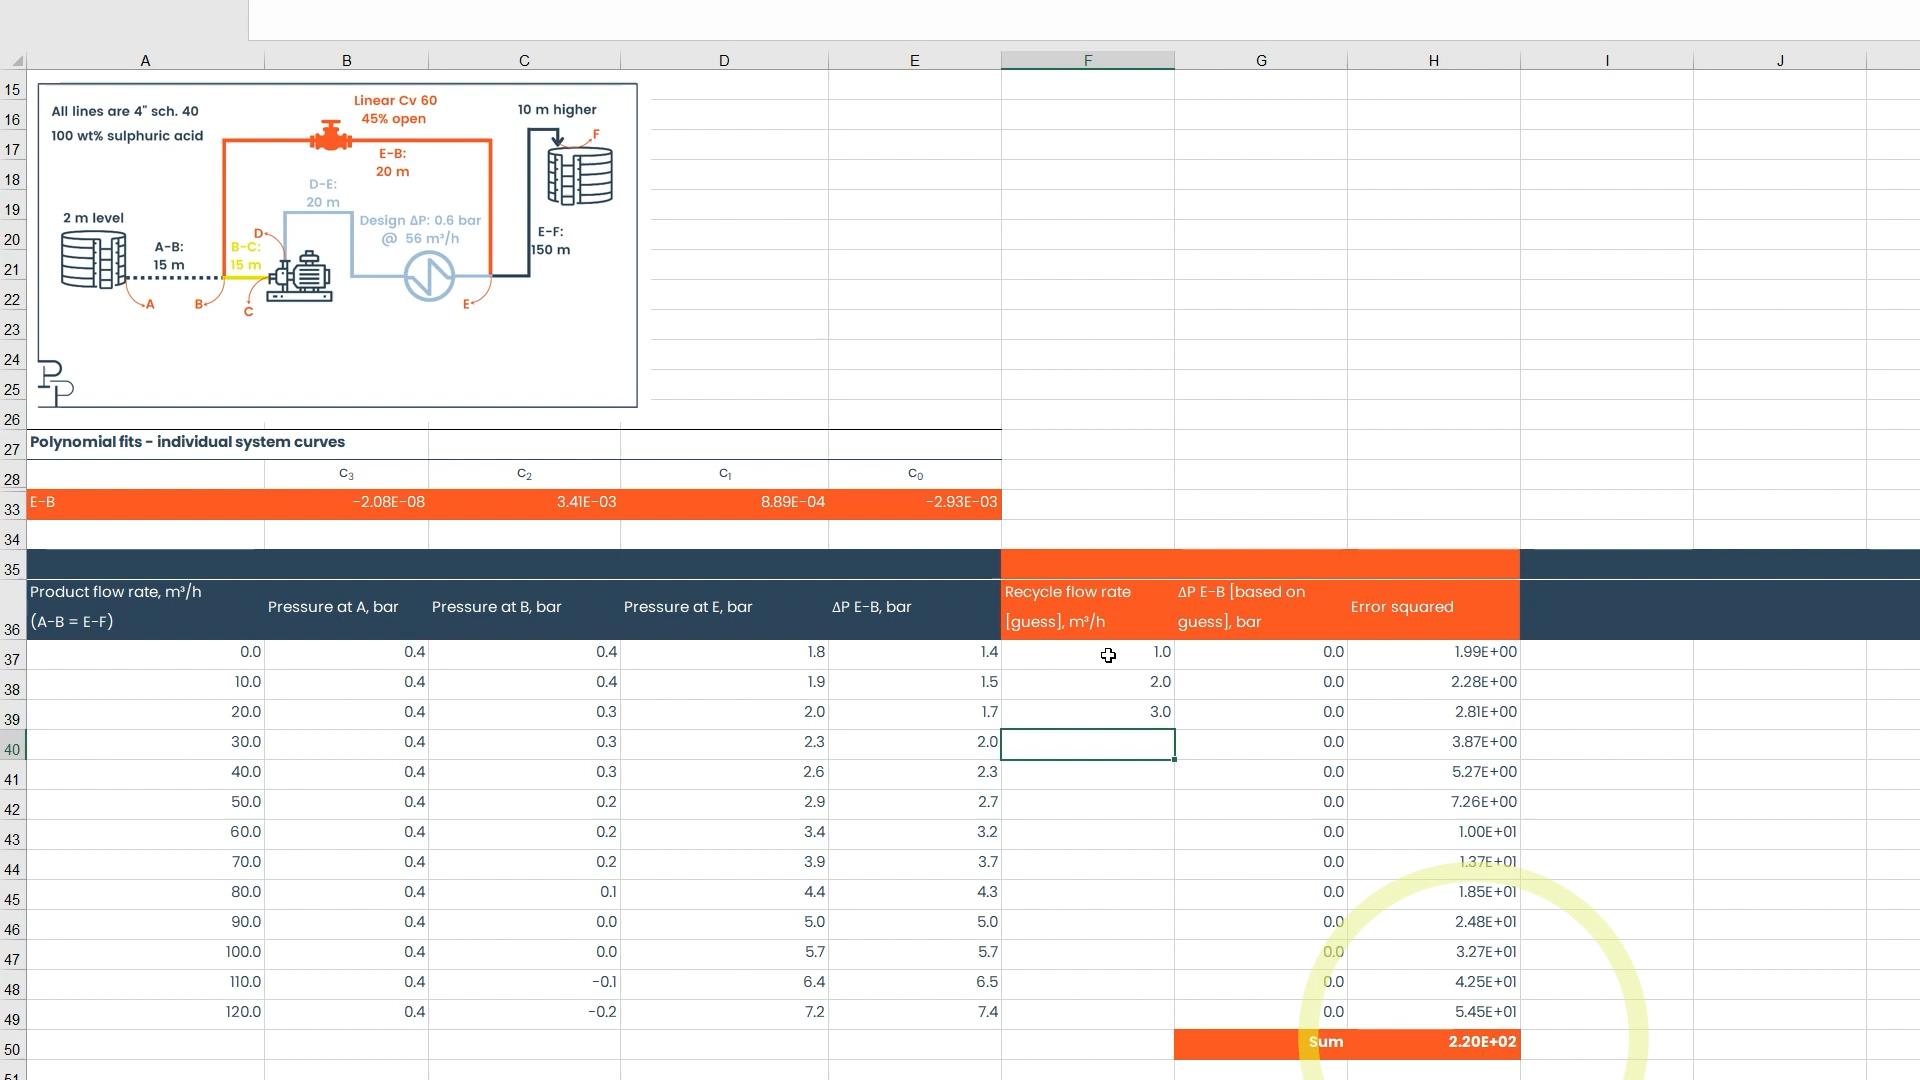 A B C D E F G H I J
15
16
17
18
19
20
21
22
23
24
25
26
All lines are 4" sch. 40
100 wt% sulphuric acid
Linear Cv 60
45% open
10 m higher
F
E-B:
20 m
D-E:
20 m
2 m level
Design ΔP: 0.6 bar
@ 56 m³/h
D
A-B:
15 m
B-C:
15 m
E-F:
150 m
A
B
C
E
PP
27 Polynomial fits - individual system curves
28 C₃ C₂ C₁ C₀
33 E-B -2.08E-08 3.41E-03 8.89E-04 -2.93E-03
34
35
36 Product flow rate, m³/h
(A-B = E-F)
Pressure at A, bar
Pressure at B, bar
Pressure at E, bar
ΔP E-B, bar
Recycle flow rate
[guess], m³/h
ΔP E-B [based on
guess], bar
Error squared
37 0.0 0.4 0.4 1.8 1.4 1.0 0.0 1.99E+00
38 10.0 0.4 0.4 1.9 1.5 2.0 0.0 2.28E+00
39 20.0 0.4 0.3 2.0 1.7 3.0 0.0 2.81E+00
40 30.0 0.4 0.3 2.3 2.0 0.0 3.87E+00
41 40.0 0.4 0.3 2.6 2.3 0.0 5.27E+00
42 50.0 0.4 0.2 2.9 2.7 0.0 7.26E+00
43 60.0 0.4 0.2 3.4 3.2 0.0 1.00E+01
44 70.0 0.4 0.2 3.9 3.7 0.0 1.37E+01
45 80.0 0.4 0.1 4.4 4.3 0.0 1.85E+01
46 90.0 0.4 0.0 5.0 5.0 0.0 2.48E+01
47 100.0 0.4 0.0 5.7 5.7 0.0 3.27E+01
48 110.0 0.4 -0.1 6.4 6.5 0.0 4.25E+01
49 120.0 0.4 -0.2 7.2 7.4 0.0 5.45E+01
50 Sum 2.20E+02
51